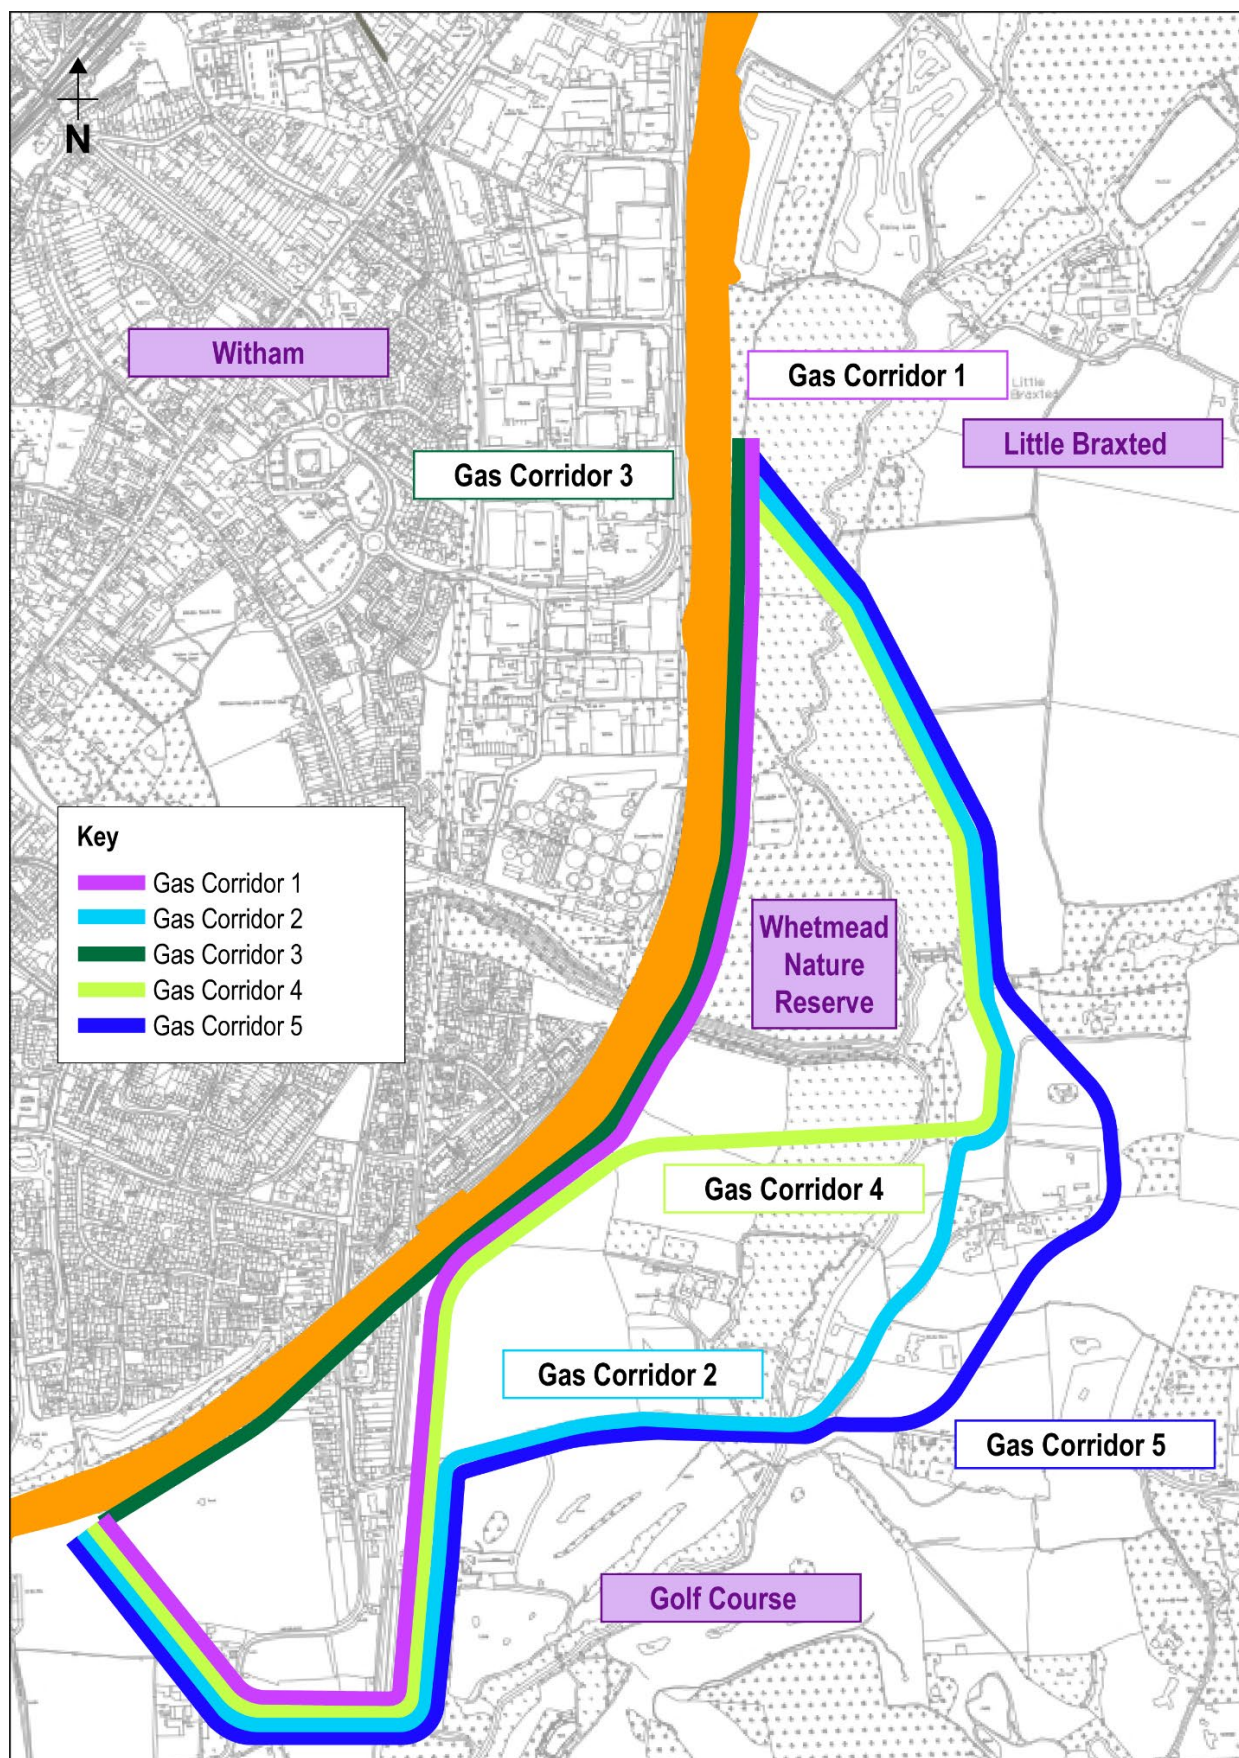 N
Witham
Gas Corridor 1
Little
Braxted
Little Braxted
Gas Corridor 3
Key
Gas Corridor 1
Gas Corridor 2
Gas Corridor 3
Gas Corridor 4
Gas Corridor 5
Whetmead
Nature
Reserve
Gas Corridor 4
Gas Corridor 2
Gas Corridor 5
Golf Course